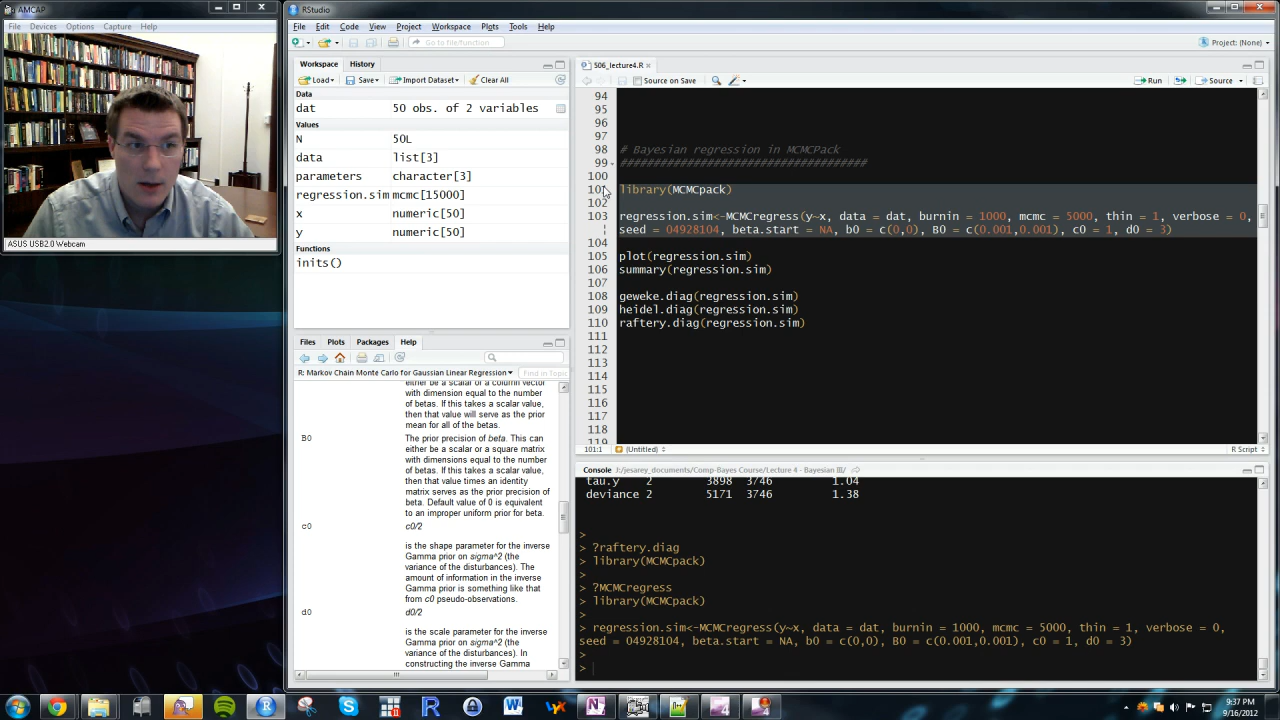 AMCAP
File Devices Options Capture Help
ASUS USB2.0 Webcam
RStudio
File Edit Code View Project Workspace Plots Tools Help
Go to file/function
Project: (None)
Workspace History
Load Save Import Dataset Clear All
Data
dat 50 obs. of 2 variables
Values
N 50L
data list[3]
parameters character[3]
regression.sim mcmc[15000]
x numeric[50]
y numeric[50]
Functions
inits()
Files Plots Packages Help
R: Markov Chain Monte Carlo for Gaussian Linear Regression Find in Topic
either be a scalar or a column vector
with dimension equal to the number
of betas. If this takes a scalar value,
then that value will serve as the prior
mean for all of the betas.
B0 The prior precision of beta. This can
either be a scalar or a square matrix
with dimensions equal to the number
of betas. If this takes a scalar value,
then that value times an identity
matrix serves as the prior precision of
beta. Default value of 0 is equivalent
to an improper uniform prior for beta.
c0 c0/2
is the shape parameter for the inverse
Gamma prior on sigma^2 (the
variance of the disturbances). The
amount of information in the inverse
Gamma prior is something like that
from c0 pseudo-observations.
d0 d0/2
is the scale parameter for the inverse
Gamma prior on sigma^2 (the
variance of the disturbances). In
constructing the inverse Gamma
506_lecture4.R
Source on Save Run Source
94
95
96
97
98 # Bayesian regression in MCMCPack
99 ######################################
100
101 library(MCMCpack)
102
103 regression.sim<-MCMCregress(y~x, data = dat, burnin = 1000, mcmc = 5000, thin = 1, verbose = 0,
seed = 04928104, beta.start = NA, b0 = c(0,0), B0 = c(0.001,0.001), c0 = 1, d0 = 3)
104
105 plot(regression.sim)
106 summary(regression.sim)
107
108 geweke.diag(regression.sim)
109 heidel.diag(regression.sim)
110 raftery.diag(regression.sim)
111
112
113
114
115
116
117
118
119
101:1 (Untitled) R Script
Console J:/jesarey_documents/Comp-Bayes Course/Lecture 4 - Bayesian III/
tau.y 2 3898 3746 1.04
deviance 2 5171 3746 1.38
>
> ?raftery.diag
> library(MCMCpack)
>
> ?MCMCregress
> library(MCMCpack)
>
> regression.sim<-MCMCregress(y~x, data = dat, burnin = 1000, mcmc = 5000, thin = 1, verbose = 0,
seed = 04928104, beta.start = NA, b0 = c(0,0), B0 = c(0.001,0.001), c0 = 1, d0 = 3)
>
>
9:37 PM
9/16/2012